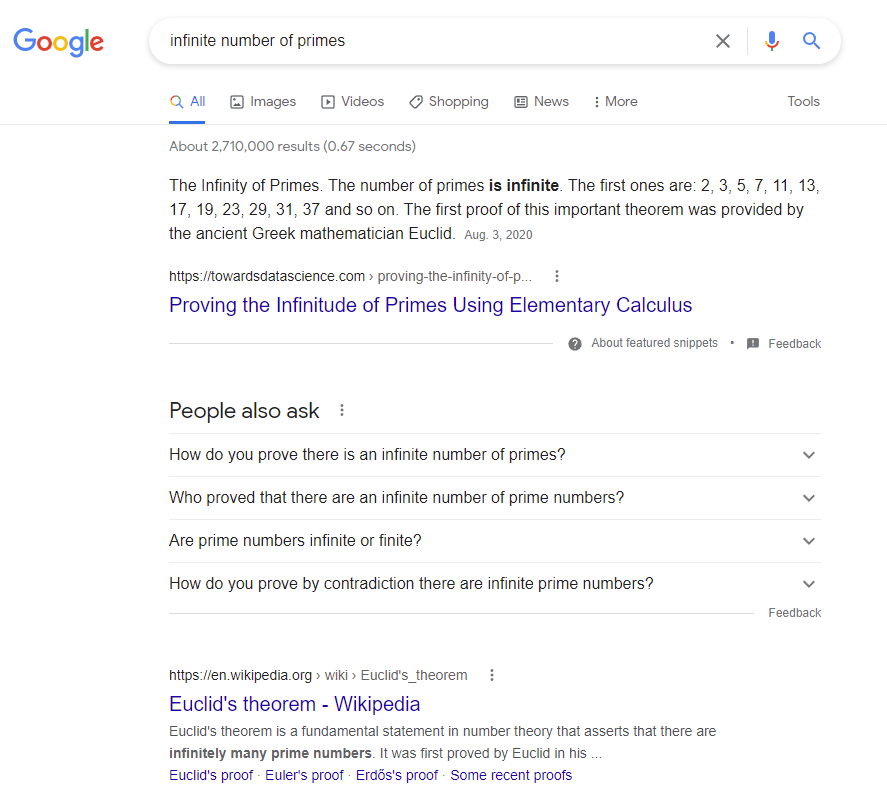 Google
infinite number of primes
All Images Videos Shopping News More Tools
About 2,710,000 results (0.67 seconds)
The Infinity of Primes. The number of primes is infinite. The first ones are: 2, 3, 5, 7, 11, 13,
17, 19, 23, 29, 31, 37 and so on. The first proof of this important theorem was provided by
the ancient Greek mathematician Euclid. Aug. 3, 2020
https://towardsdatascience.com › proving-the-infinity-of-p...
Proving the Infinitude of Primes Using Elementary Calculus
About featured snippets • Feedback
People also ask
How do you prove there is an infinite number of primes?
Who proved that there are an infinite number of prime numbers?
Are prime numbers infinite or finite?
How do you prove by contradiction there are infinite prime numbers?
Feedback
https://en.wikipedia.org › wiki › Euclid's_theorem
Euclid's theorem - Wikipedia
Euclid's theorem is a fundamental statement in number theory that asserts that there are
infinitely many prime numbers. It was first proved by Euclid in his ...
Euclid's proof · Euler's proof · Erdős's proof · Some recent proofs